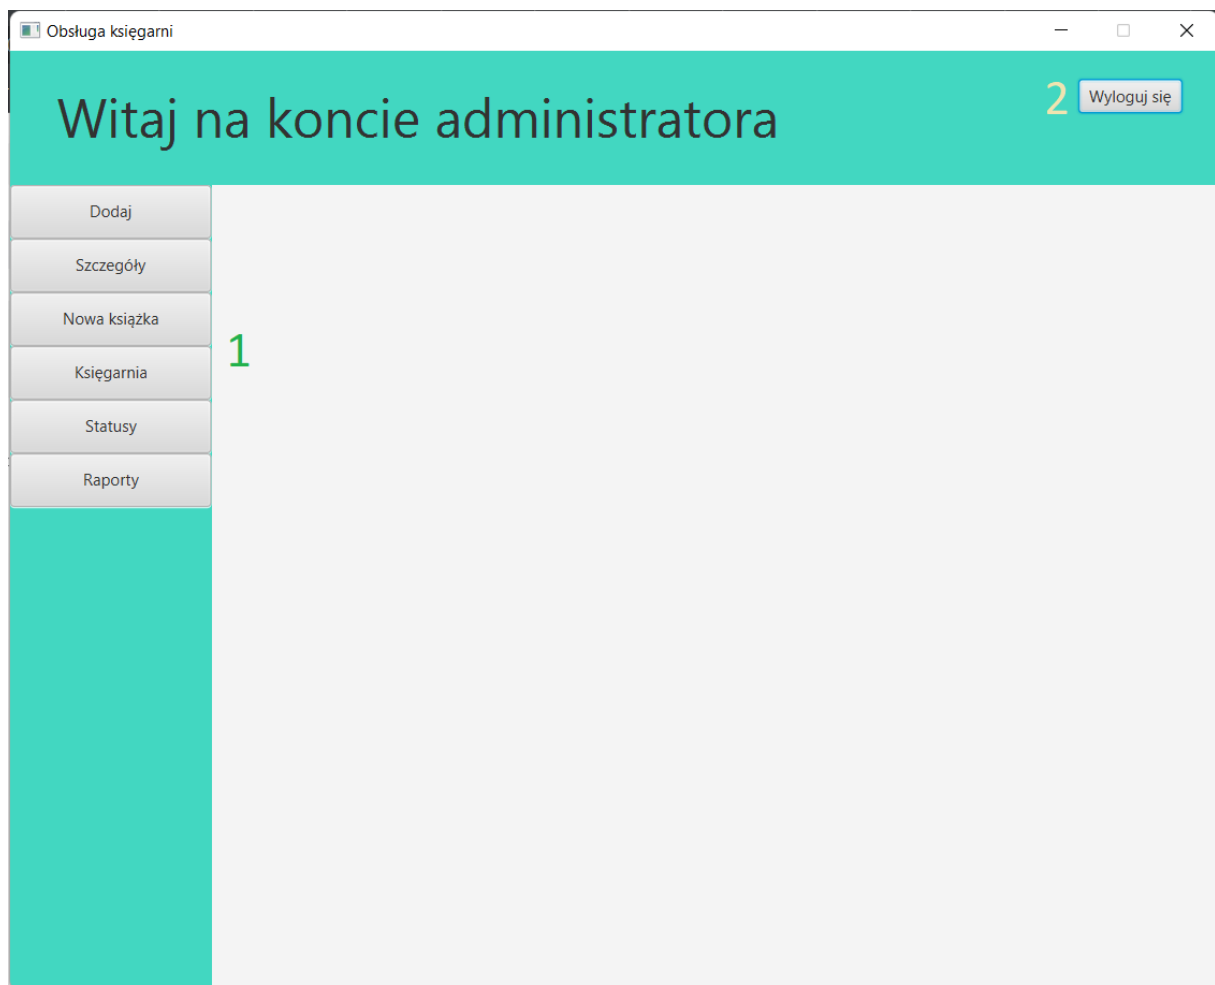 Obsługa księgarni
Witaj na koncie administratora
2 Wyloguj się
Dodaj
Szczegóły
Nowa książka
1
Księgarnia
Statusy
Raporty